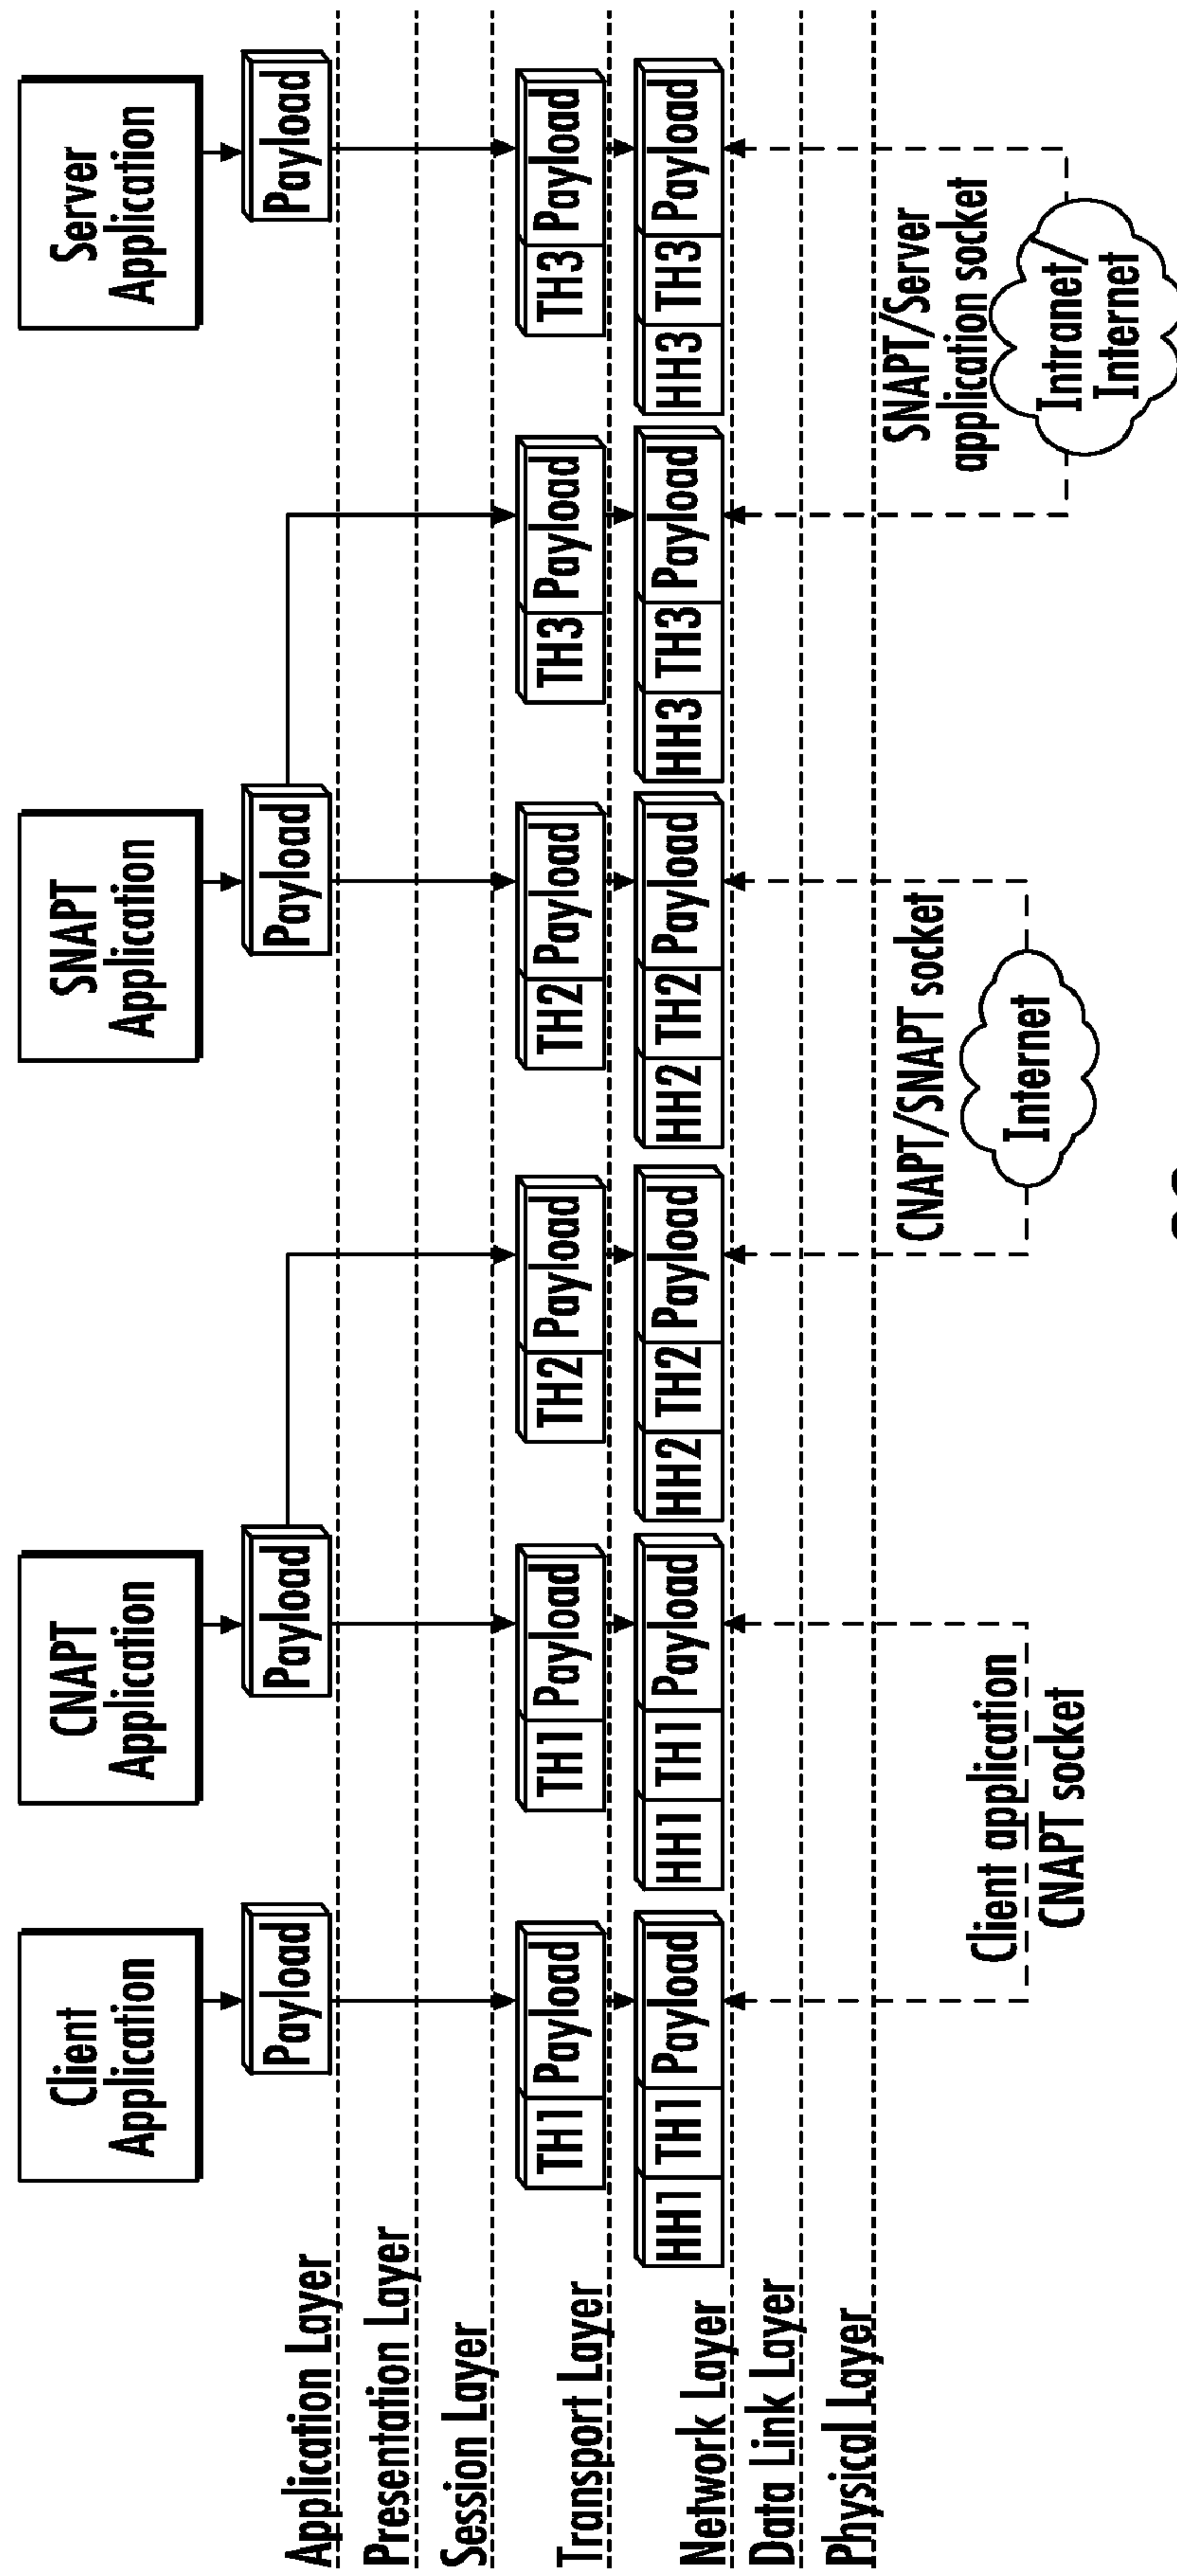 Client
Application
CNAPT
Application
SNAPT
Application
Server
Application
Payload
Payload
Payload
Payload
Application Layer
Presentation Layer
Session Layer
TH1 Payload
TH1 Payload
TH2 Payload
TH2 Payload
TH3 Payload
TH3 Payload
Transport Layer
HH1 TH1 Payload
HH1 TH1 Payload
HH2 TH2 Payload
HH2 TH2 Payload
HH3 TH3 Payload
HH3 TH3 Payload
Network Layer
Data Link Layer
Physical Layer
Client application
CNAPT socket
CNAPT/SNAPT socket
Internet
SNAPT/Server
application socket
Intranet/
Internet